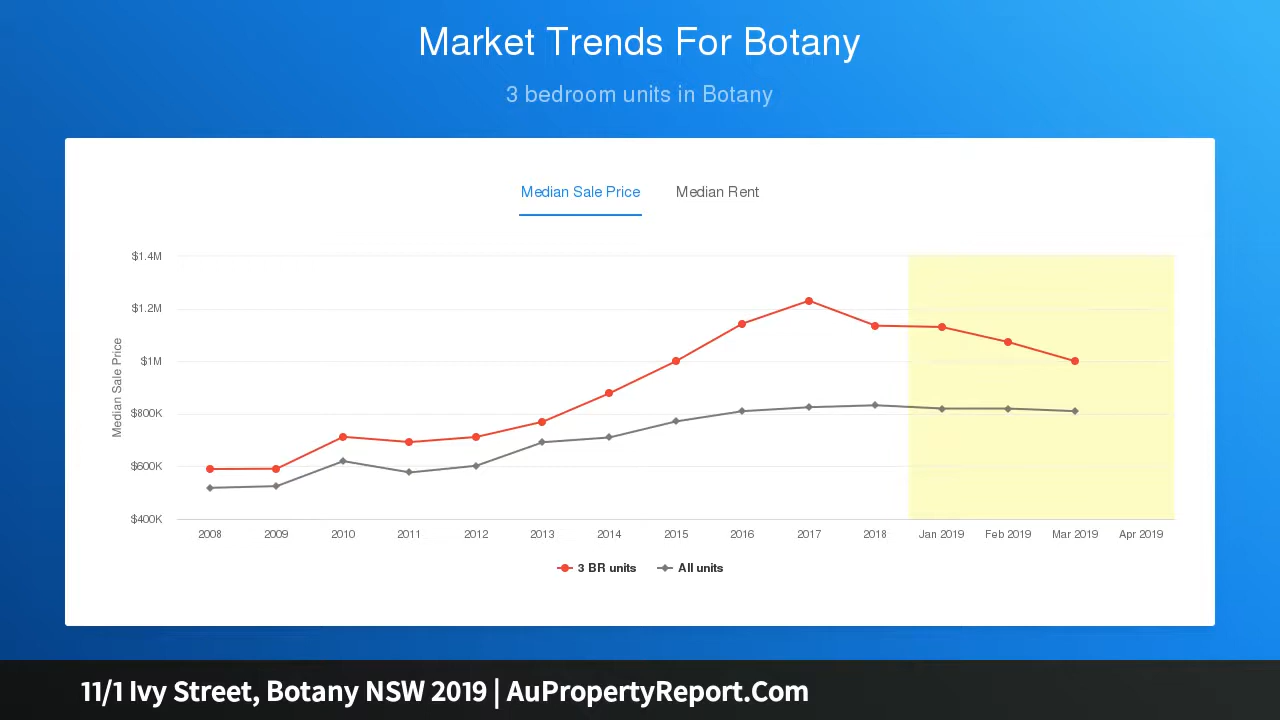 Market Trends For Botany
3 bedroom units in Botany
Median Sale Price Median Rent
Median Sale Price
$1.4M
$1.2M
$1M
$800K
$600K
$400K
2008 2009 2010 2011 2012 2013 2014 2015 2016 2017 2018 Jan 2019 Feb 2019 Mar 2019 Apr 2019
3 BR units All units
11/1 Ivy Street, Botany NSW 2019 | AuPropertyReport.Com